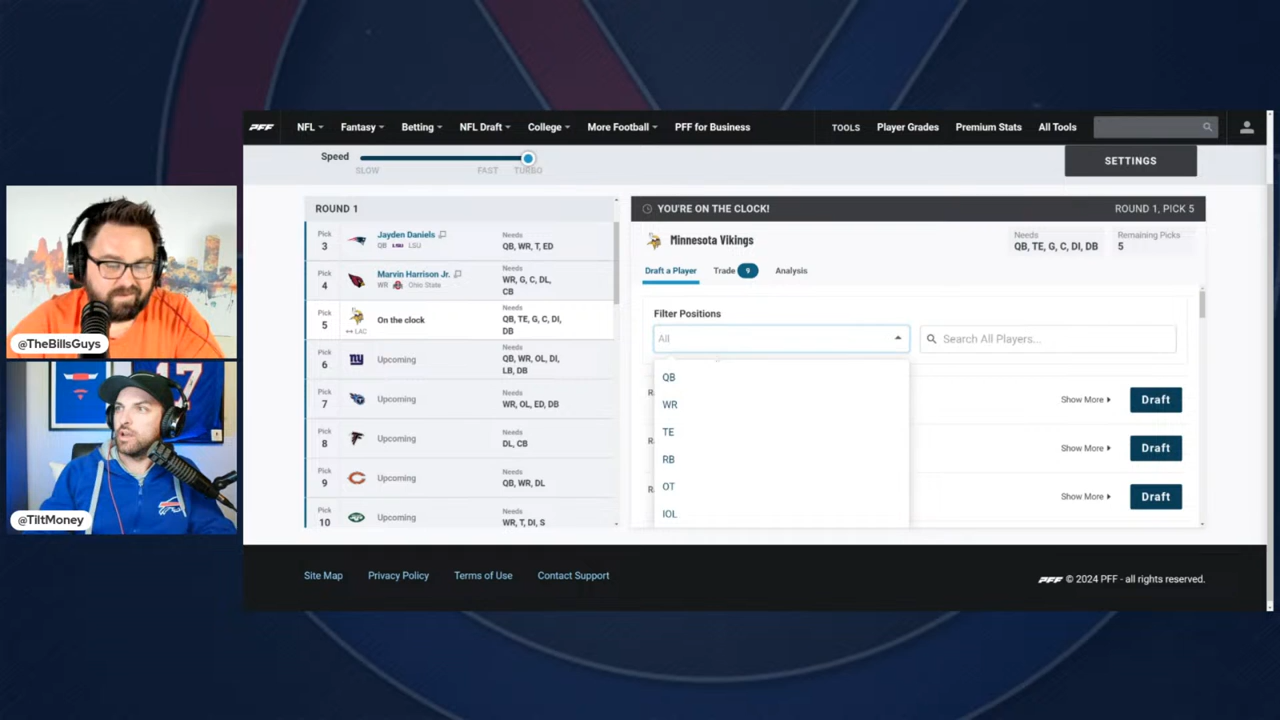 PFF NFL Fantasy Betting NFL Draft College More Football PFF for Business TOOLS Player Grades Premium Stats All Tools
Speed
SLOW FAST TURBO
SETTINGS
ROUND 1
Pick
3
Jayden Daniels
QB LSU LSU
Needs
QB, WR, T, ED
Pick
4
Marvin Harrison Jr.
WR Ohio State
Needs
WR, G, C, DL,
CB
Pick
5
↔ LAC
On the clock
Needs
QB, TE, G, C, DI,
DB
Pick
6
ny
Upcoming
Needs
QB, WR, OL, DI,
LB, DB
Pick
7
Upcoming
Needs
WR, OL, ED, DB
Pick
8
Upcoming
Needs
DL, CB
Pick
9
Upcoming
Needs
QB, WR, DL
Pick
10
Upcoming
Needs
WR, T, DI, S
YOU'RE ON THE CLOCK!
ROUND 1, PICK 5
Minnesota Vikings
Needs
QB, TE, G, C, DI, DB
Remaining Picks
5
Draft a Player Trade 9 Analysis
Filter Positions
All
Search All Players...
QB
WR
TE
RB
OT
IOL
Show More Draft
Show More Draft
Show More Draft
Site Map Privacy Policy Terms of Use Contact Support
PFF © 2024 PFF - all rights reserved.
@TheBillsGuys
17
@TiltMoney